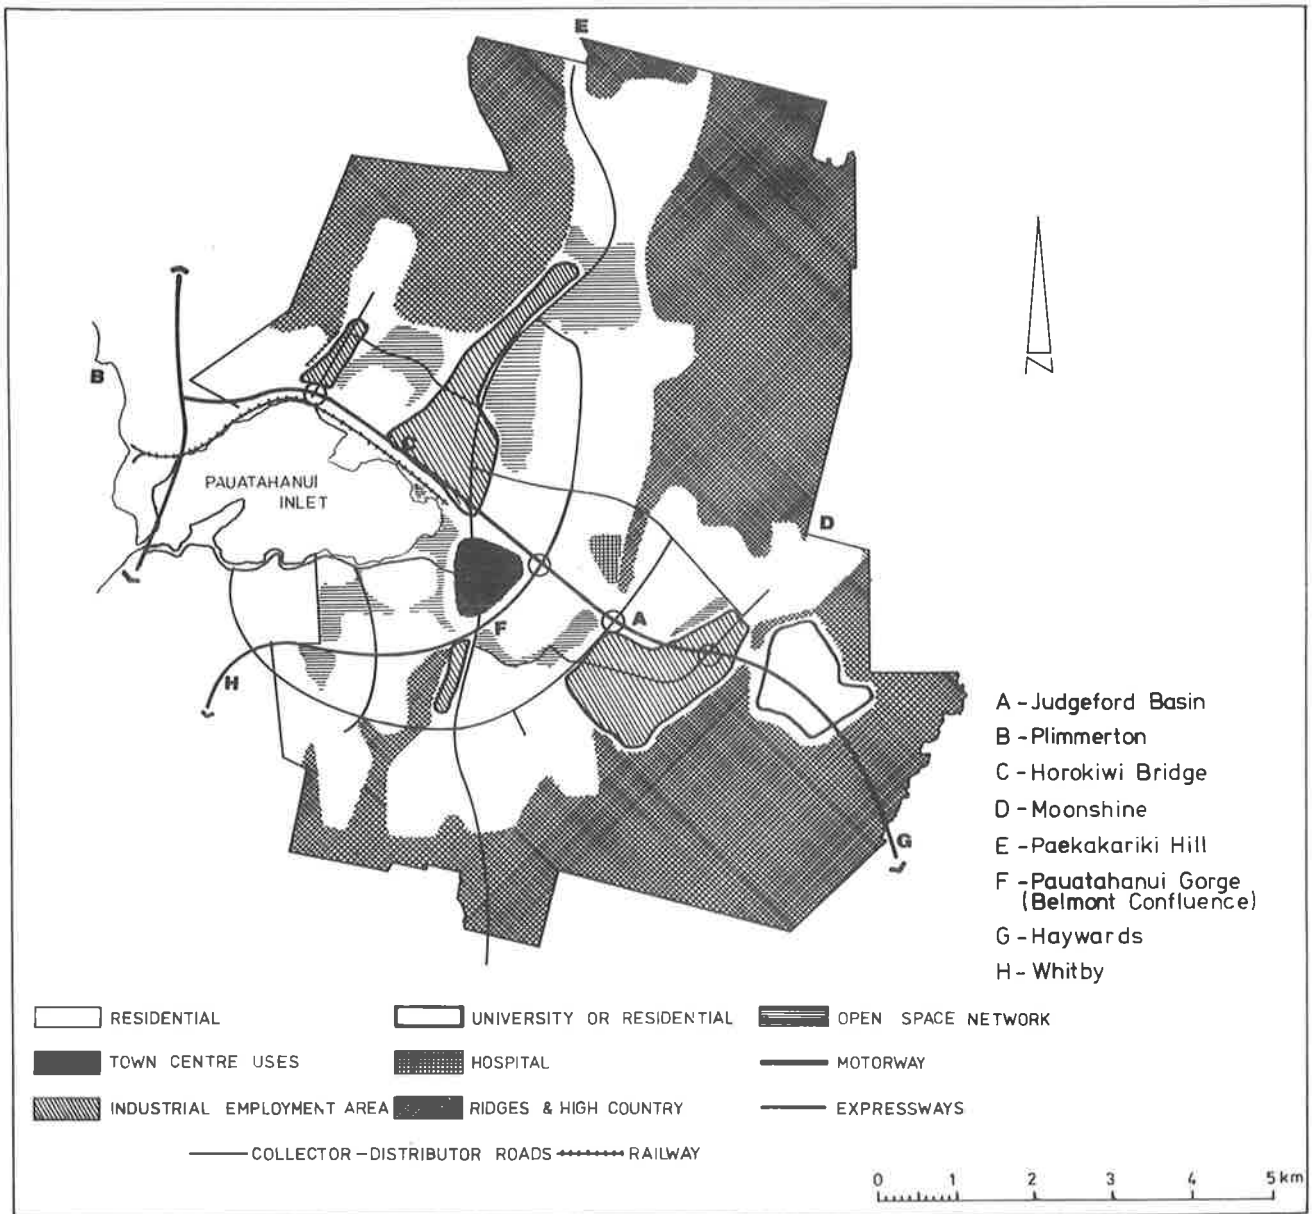 E
B
C
PAUATAHANUI
INLET
D
A
F
H
G
N
A - Judgeford Basin
B - Plimmerton
C - Horokiwi Bridge
D - Moonshine
E - Paekakariki Hill
F - Pauatahanui Gorge
(Belmont Confluence)
G - Haywards
H - Whitby
RESIDENTIAL
UNIVERSITY OR RESIDENTIAL
OPEN SPACE NETWORK
TOWN CENTRE USES
HOSPITAL
MOTORWAY
INDUSTRIAL EMPLOYMENT AREA
RIDGES & HIGH COUNTRY
EXPRESSWAYS
COLLECTOR - DISTRIBUTOR ROADS
RAILWAY
0 1 2 3 4 5 km